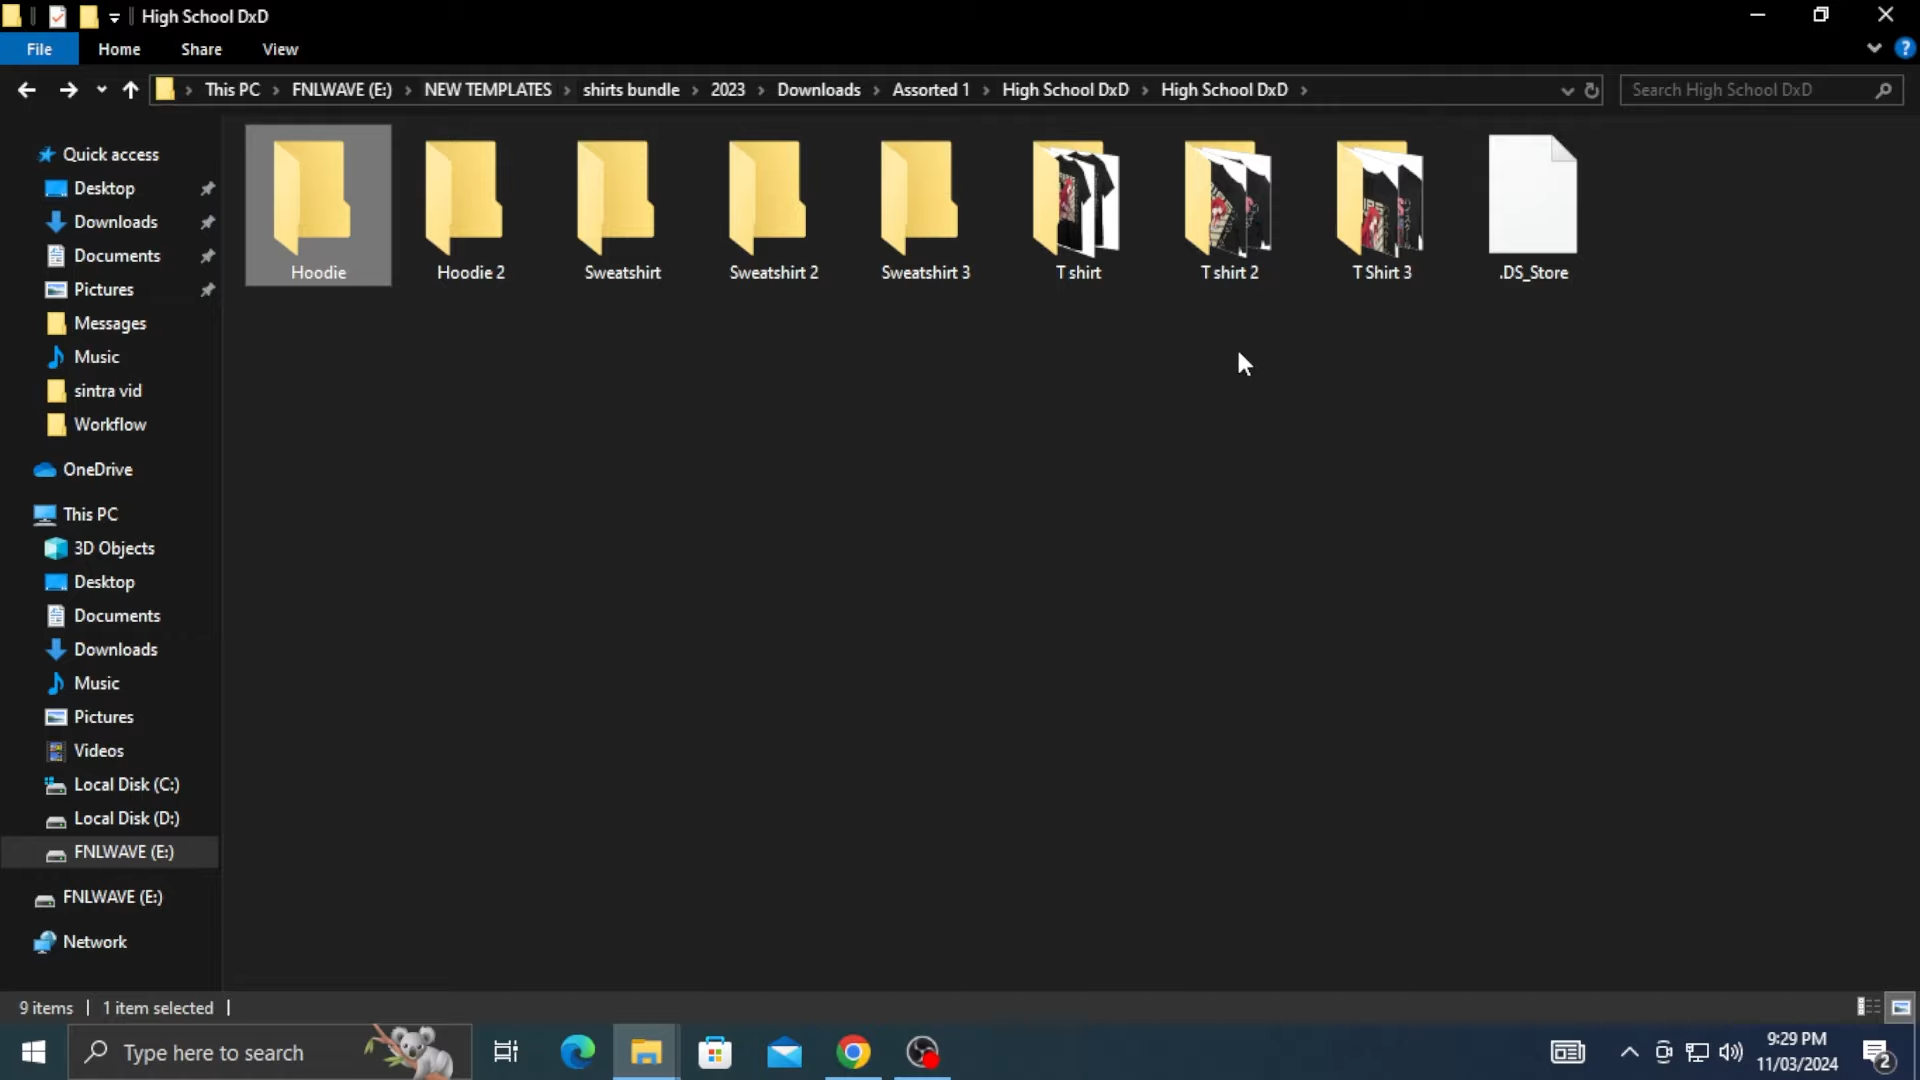 High School DxD
File Home Share View
This PC FNLWAVE (E:) NEW TEMPLATES shirts bundle 2023 Downloads Assorted 1 High School DxD High School DxD
Search High School DxD
Quick access
Desktop
Downloads
Documents
Pictures
Messages
Music
sintra vid
Workflow
OneDrive
This PC
3D Objects
Desktop
Documents
Downloads
Music
Pictures
Videos
Local Disk (C:)
Local Disk (D:)
FNLWAVE (E:)
FNLWAVE (E:)
Network
Hoodie Hoodie 2 Sweatshirt Sweatshirt 2 Sweatshirt 3 T shirt T shirt 2 T Shirt 3 .DS_Store
9 items 1 item selected
Type here to search
9:29 PM
11/03/2024
2